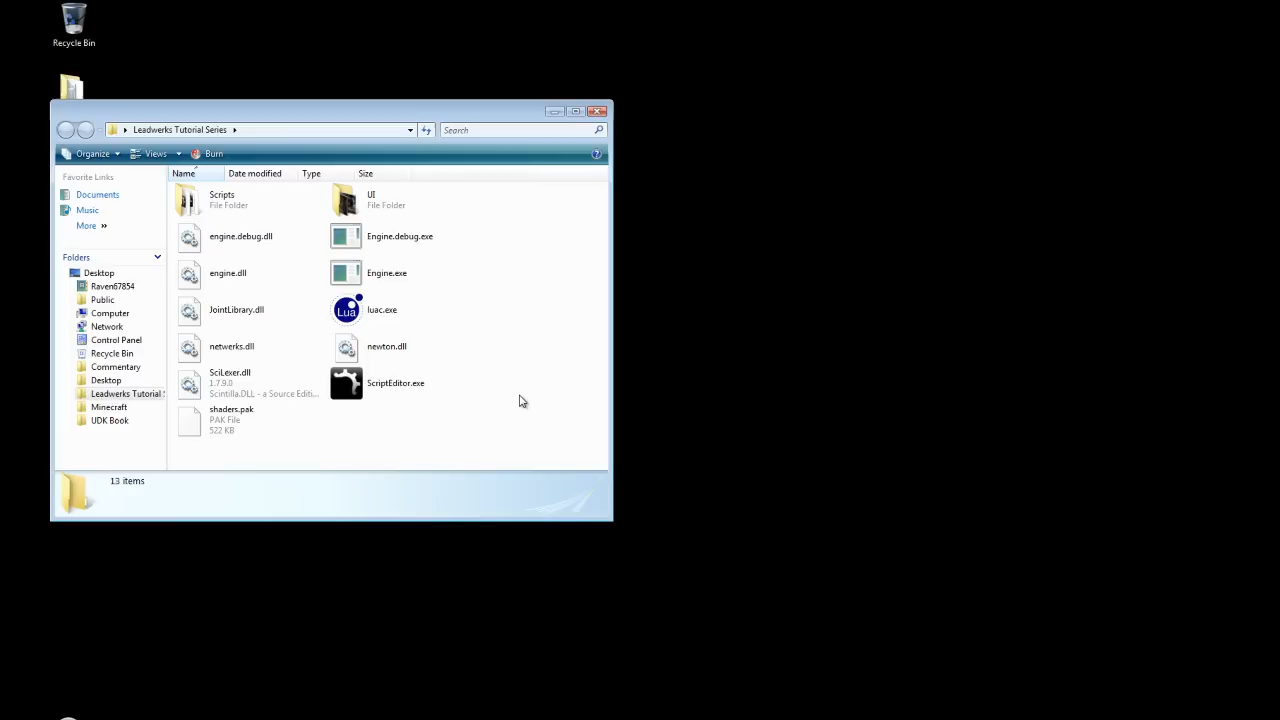 Recycle Bin
Leadwerks Tutorial Series
Search
Organize Views Burn
Favorite Links
Documents
Music
More »
Folders
Desktop
Raven67854
Public
Computer
Network
Control Panel
Recycle Bin
Commentary
Desktop
Leadwerks Tutorial S
Minecraft
UDK Book
Name Date modified Type Size
Scripts
File Folder
UI
File Folder
engine.debug.dll
Engine.debug.exe
engine.dll
Engine.exe
JointLibrary.dll
Lua
luac.exe
netwerks.dll
newton.dll
SciLexer.dll
1.7.9.0
Scintilla.DLL - a Source Editi...
ScriptEditor.exe
shaders.pak
PAK File
522 KB
13 items